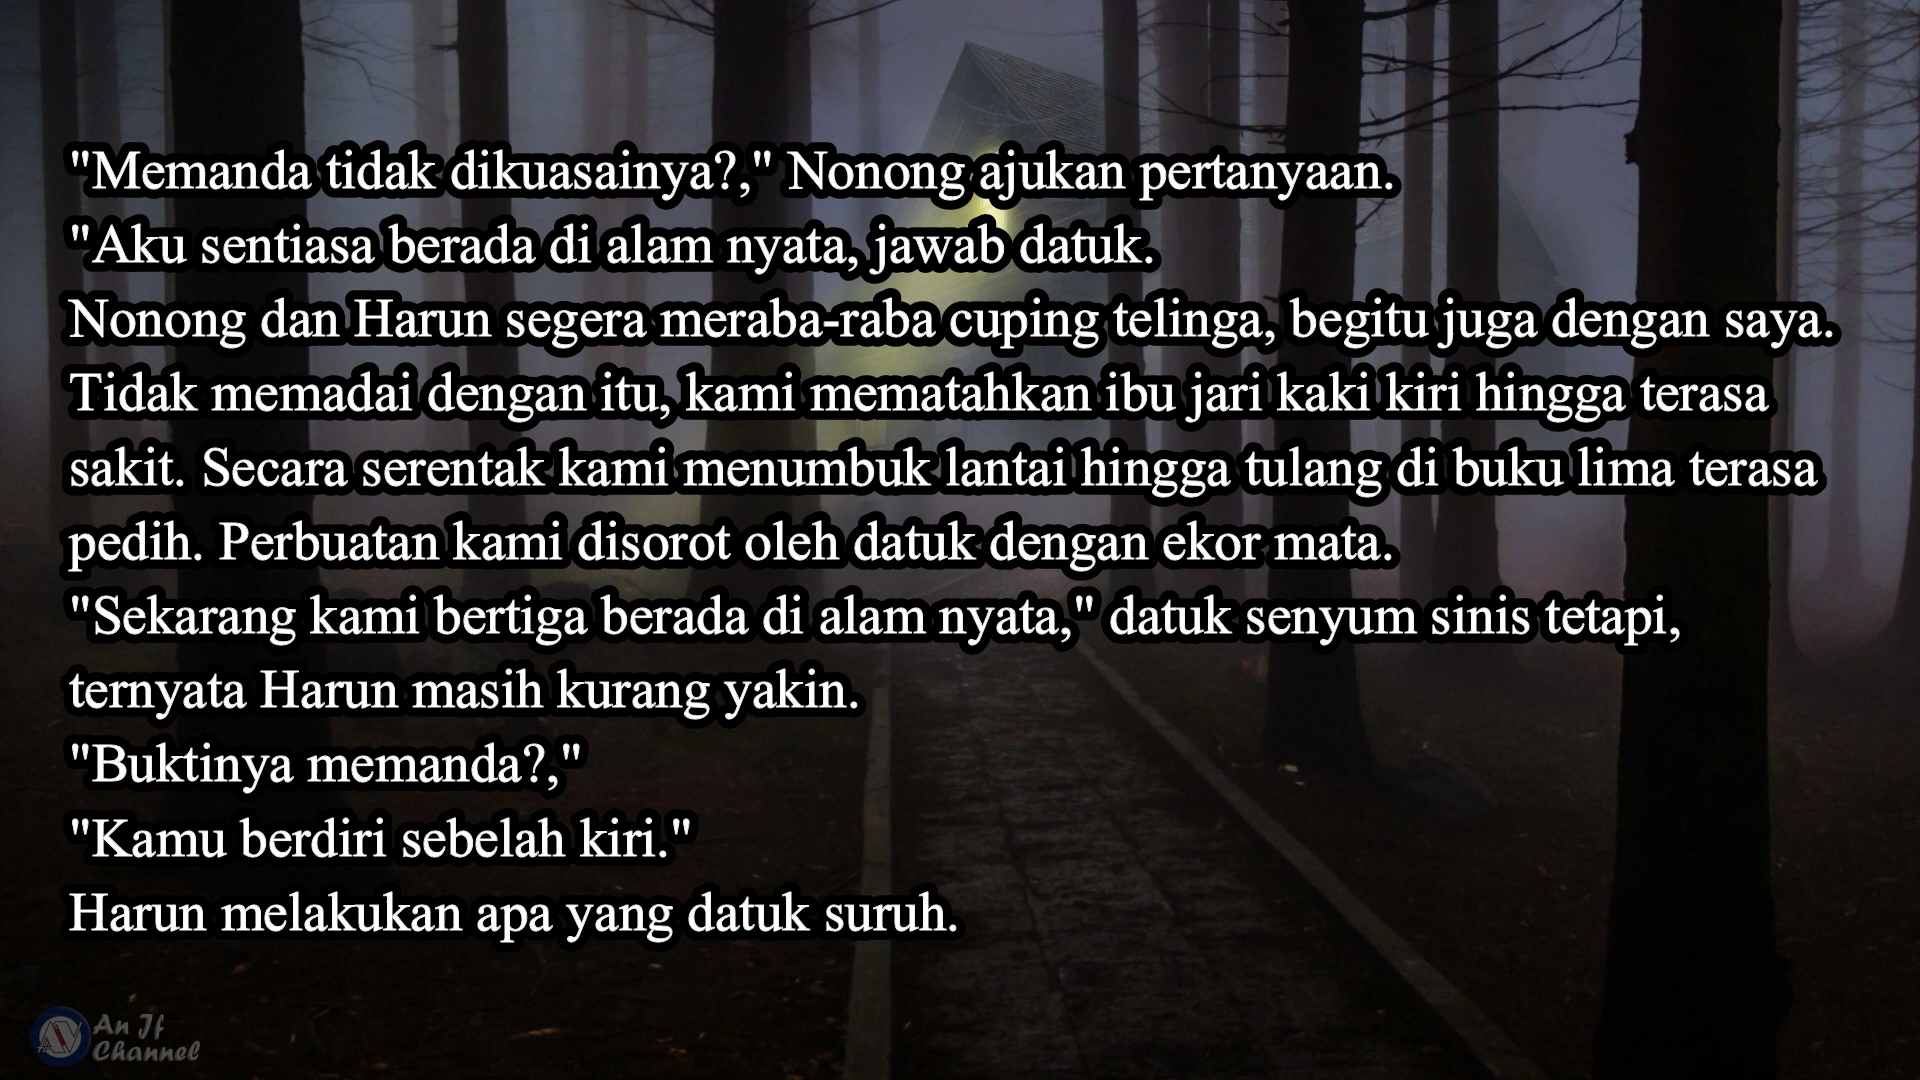 "Memanda tidak dikuasainya?," Nonong ajukan pertanyaan.
"Aku sentiasa berada di alam nyata, jawab datuk.
Nonong dan Harun segera meraba-raba cuping telinga, begitu juga dengan saya.
Tidak memadai dengan itu, kami mematahkan ibu jari kaki kiri hingga terasa
sakit. Secara serentak kami menumbuk lantai hingga tulang di buku lima terasa
pedih. Perbuatan kami disorot oleh datuk dengan ekor mata.
"Sekarang kami bertiga berada di alam nyata," datuk senyum sinis tetapi,
ternyata Harun masih kurang yakin.
"Buktinya memanda?,"
"Kamu berdiri sebelah kiri."
Harun melakukan apa yang datuk suruh.
An Jf
Channel